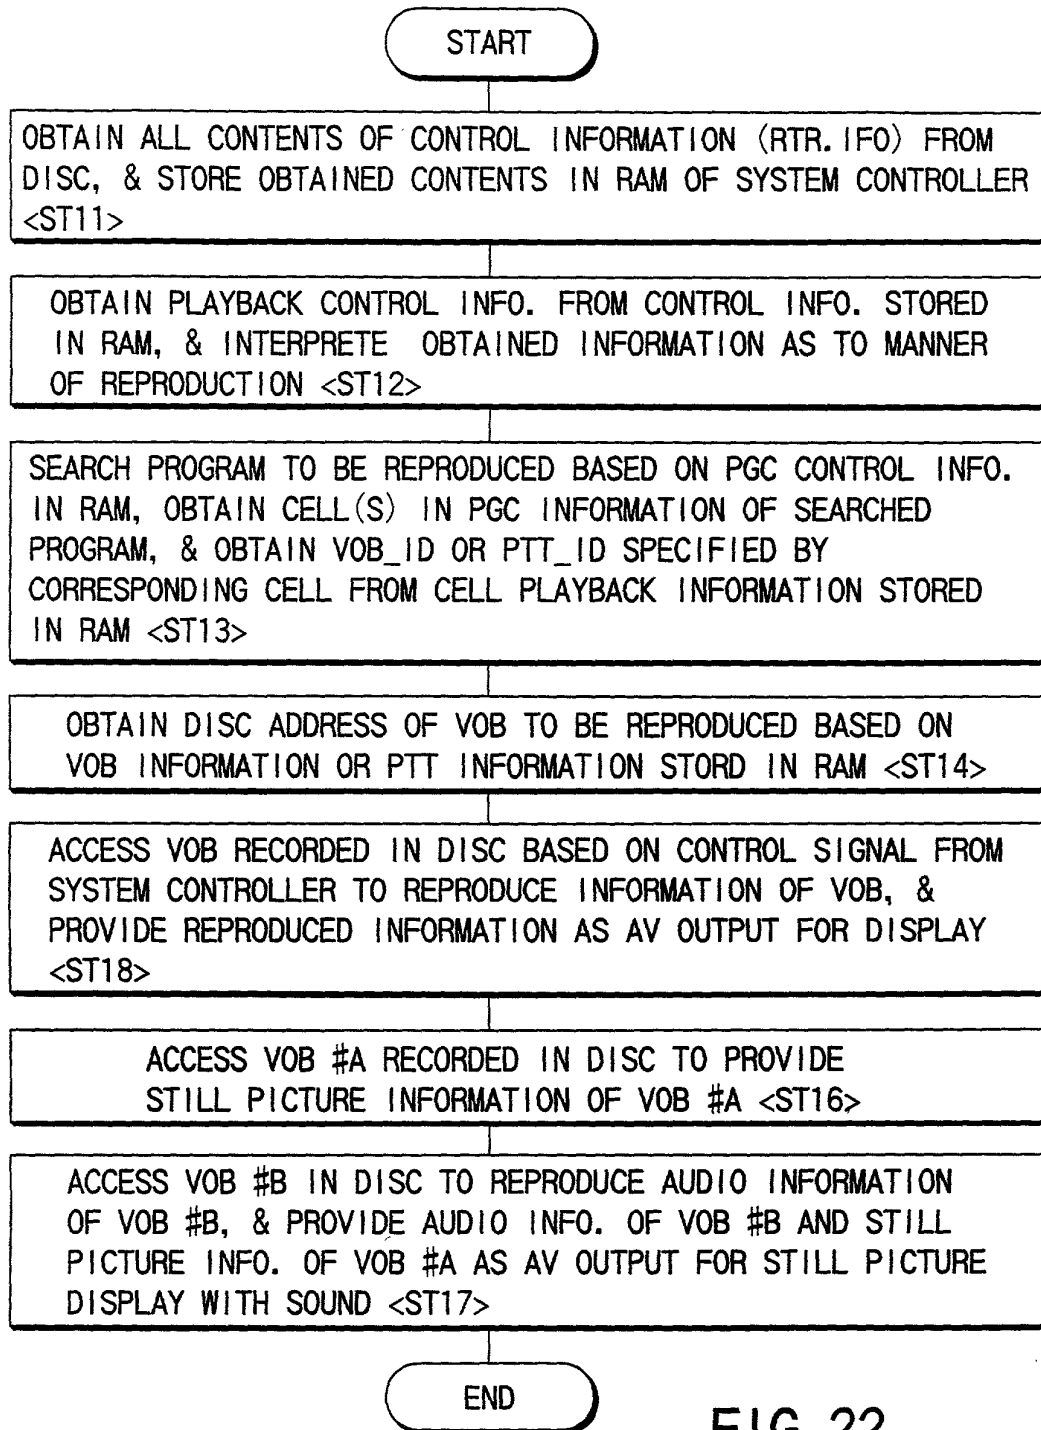 START
OBTAIN ALL CONTENTS OF CONTROL INFORMATION (RTR.IFO) FROM
DISC, & STORE OBTAINED CONTENTS IN RAM OF SYSTEM CONTROLLER
<ST11>
OBTAIN PLAYBACK CONTROL INFO. FROM CONTROL INFO. STORED
IN RAM, & INTERPRETE OBTAINED INFORMATION AS TO MANNER
OF REPRODUCTION <ST12>
SEARCH PROGRAM TO BE REPRODUCED BASED ON PGC CONTROL INFO.
IN RAM, OBTAIN CELL(S) IN PGC INFORMATION OF SEARCHED
PROGRAM, & OBTAIN VOB_ID OR PTT_ID SPECIFIED BY
CORRESPONDING CELL FROM CELL PLAYBACK INFORMATION STORED
IN RAM <ST13>
OBTAIN DISC ADDRESS OF VOB TO BE REPRODUCED BASED ON
VOB INFORMATION OR PTT INFORMATION STORD IN RAM <ST14>
ACCESS VOB RECORDED IN DISC BASED ON CONTROL SIGNAL FROM
SYSTEM CONTROLLER TO REPRODUCE INFORMATION OF VOB, &
PROVIDE REPRODUCED INFORMATION AS AV OUTPUT FOR DISPLAY
<ST18>
ACCESS VOB #A RECORDED IN DISC TO PROVIDE
STILL PICTURE INFORMATION OF VOB #A <ST16>
ACCESS VOB #B IN DISC TO REPRODUCE AUDIO INFORMATION
OF VOB #B, & PROVIDE AUDIO INFO. OF VOB #B AND STILL
PICTURE INFO. OF VOB #A AS AV OUTPUT FOR STILL PICTURE
DISPLAY WITH SOUND <ST17>
END
FIG. 22